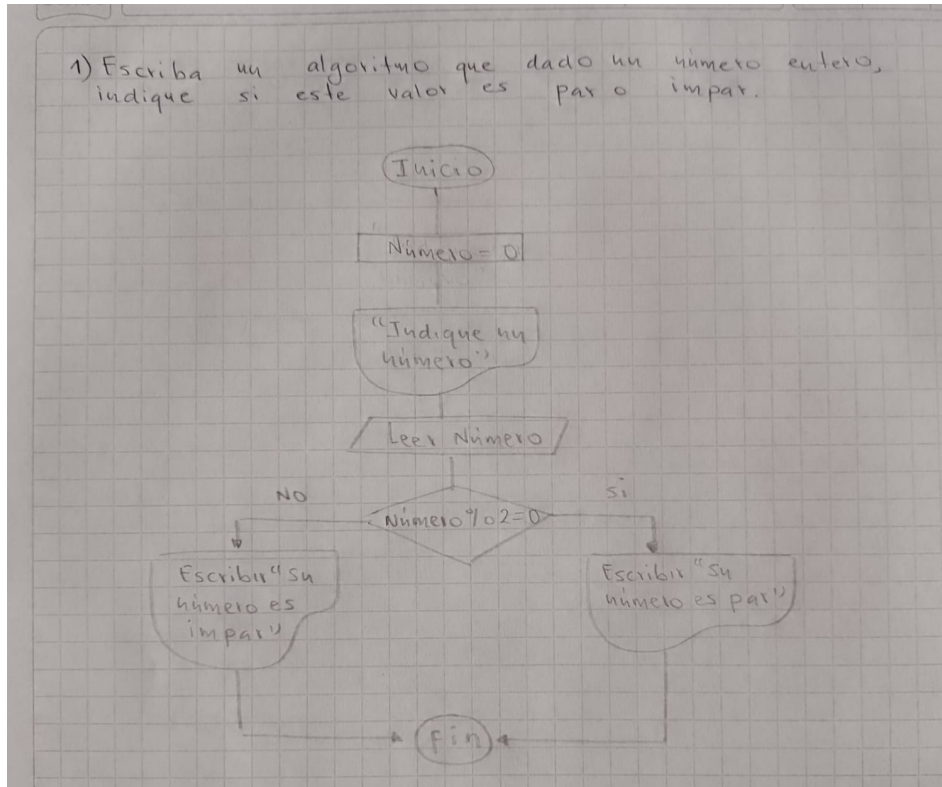 1) Escriba un algoritmo que dado un número entero,
indique si este valor es par o impar.
Inicio
Número = 0
"Indique un
número"
Leer Número
NO
Si
Número % 2 = 0
Escribir "Su
número es
impar"
Escribir "Su
número es par"
fin